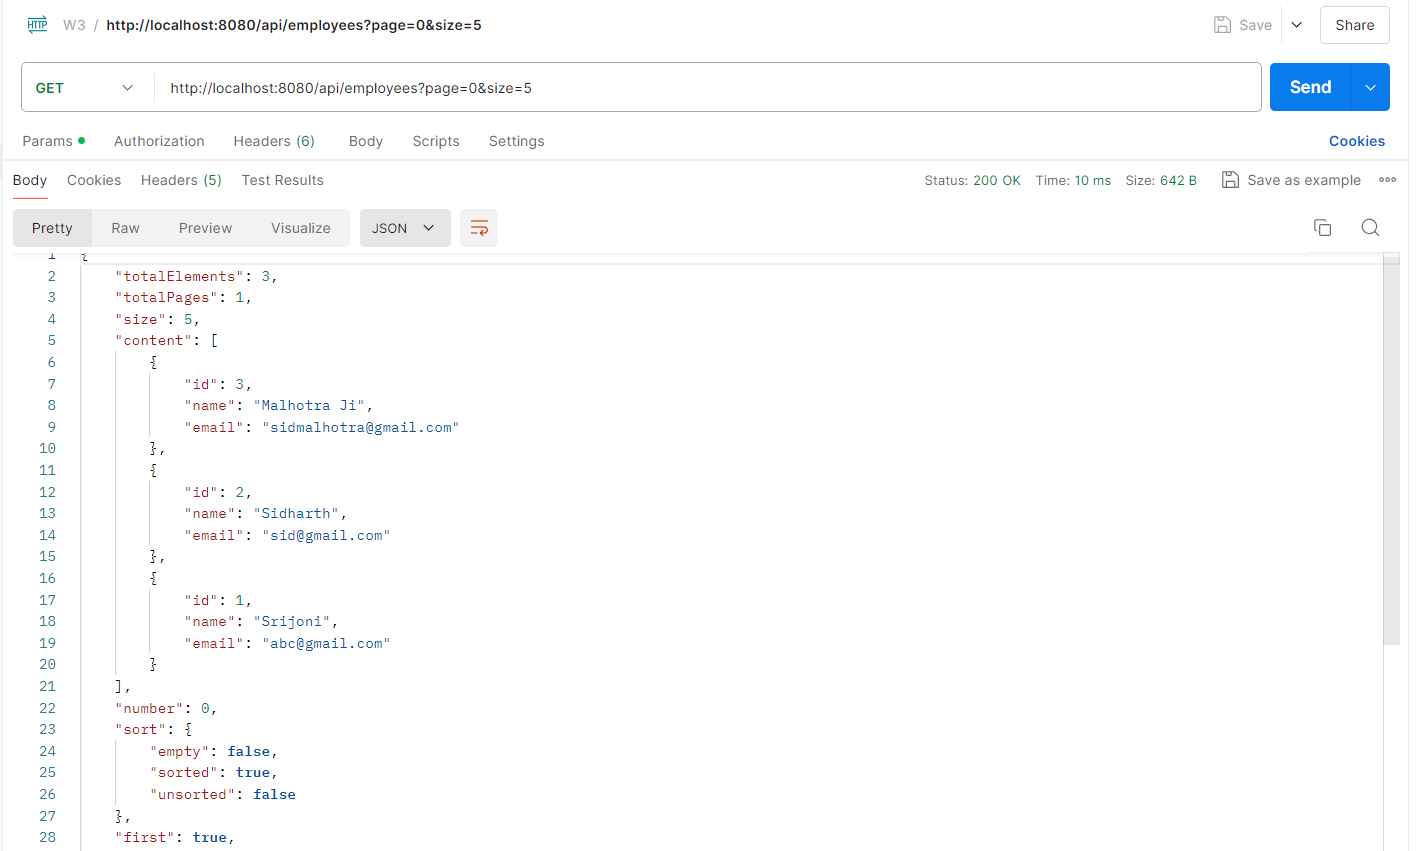 HTTP W3 / http://localhost:8080/api/employees?page=0&size=5 Save Share
GET http://localhost:8080/api/employees?page=0&size=5 Send
Params Authorization Headers (6) Body Scripts Settings Cookies
Body Cookies Headers (5) Test Results Status: 200 OK Time: 10 ms Size: 642 B Save as example
Pretty Raw Preview Visualize JSON
1 {
2 "totalElements": 3,
3 "totalPages": 1,
4 "size": 5,
5 "content": [
6 {
7 "id": 3,
8 "name": "Malhotra Ji",
9 "email": "sidmalhotra@gmail.com"
10 },
11 {
12 "id": 2,
13 "name": "Sidharth",
14 "email": "sid@gmail.com"
15 },
16 {
17 "id": 1,
18 "name": "Srijoni",
19 "email": "abc@gmail.com"
20 }
21 ],
22 "number": 0,
23 "sort": {
24 "empty": false,
25 "sorted": true,
26 "unsorted": false
27 },
28 "first": true,